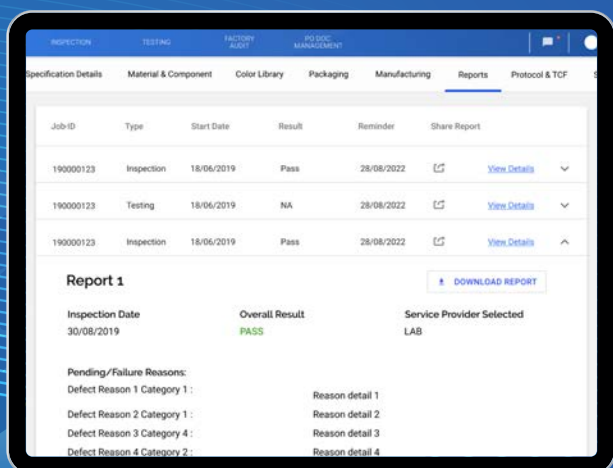 INSPECTION TESTING FACTORY AUDIT PO DOC MANAGEMENT
Specification Details Material & Component Color Library Packaging Manufacturing Reports Protocol & TCF S
Job-ID Type Start Date Result Reminder Share Report
190000123 Inspection 18/06/2019 Pass 28/08/2022 View Details
190000123 Testing 18/06/2019 NA 28/08/2022 View Details
190000123 Inspection 18/06/2019 Pass 28/08/2022 View Details
Report 1 DOWNLOAD REPORT
Inspection Date Overall Result Service Provider Selected
30/08/2019 PASS LAB
Pending/Failure Reasons:
Defect Reason 1 Category 1 : Reason detail 1
Defect Reason 2 Category 1 : Reason detail 2
Defect Reason 3 Category 4 : Reason detail 3
Defect Reason 4 Category 2 : Reason detail 4